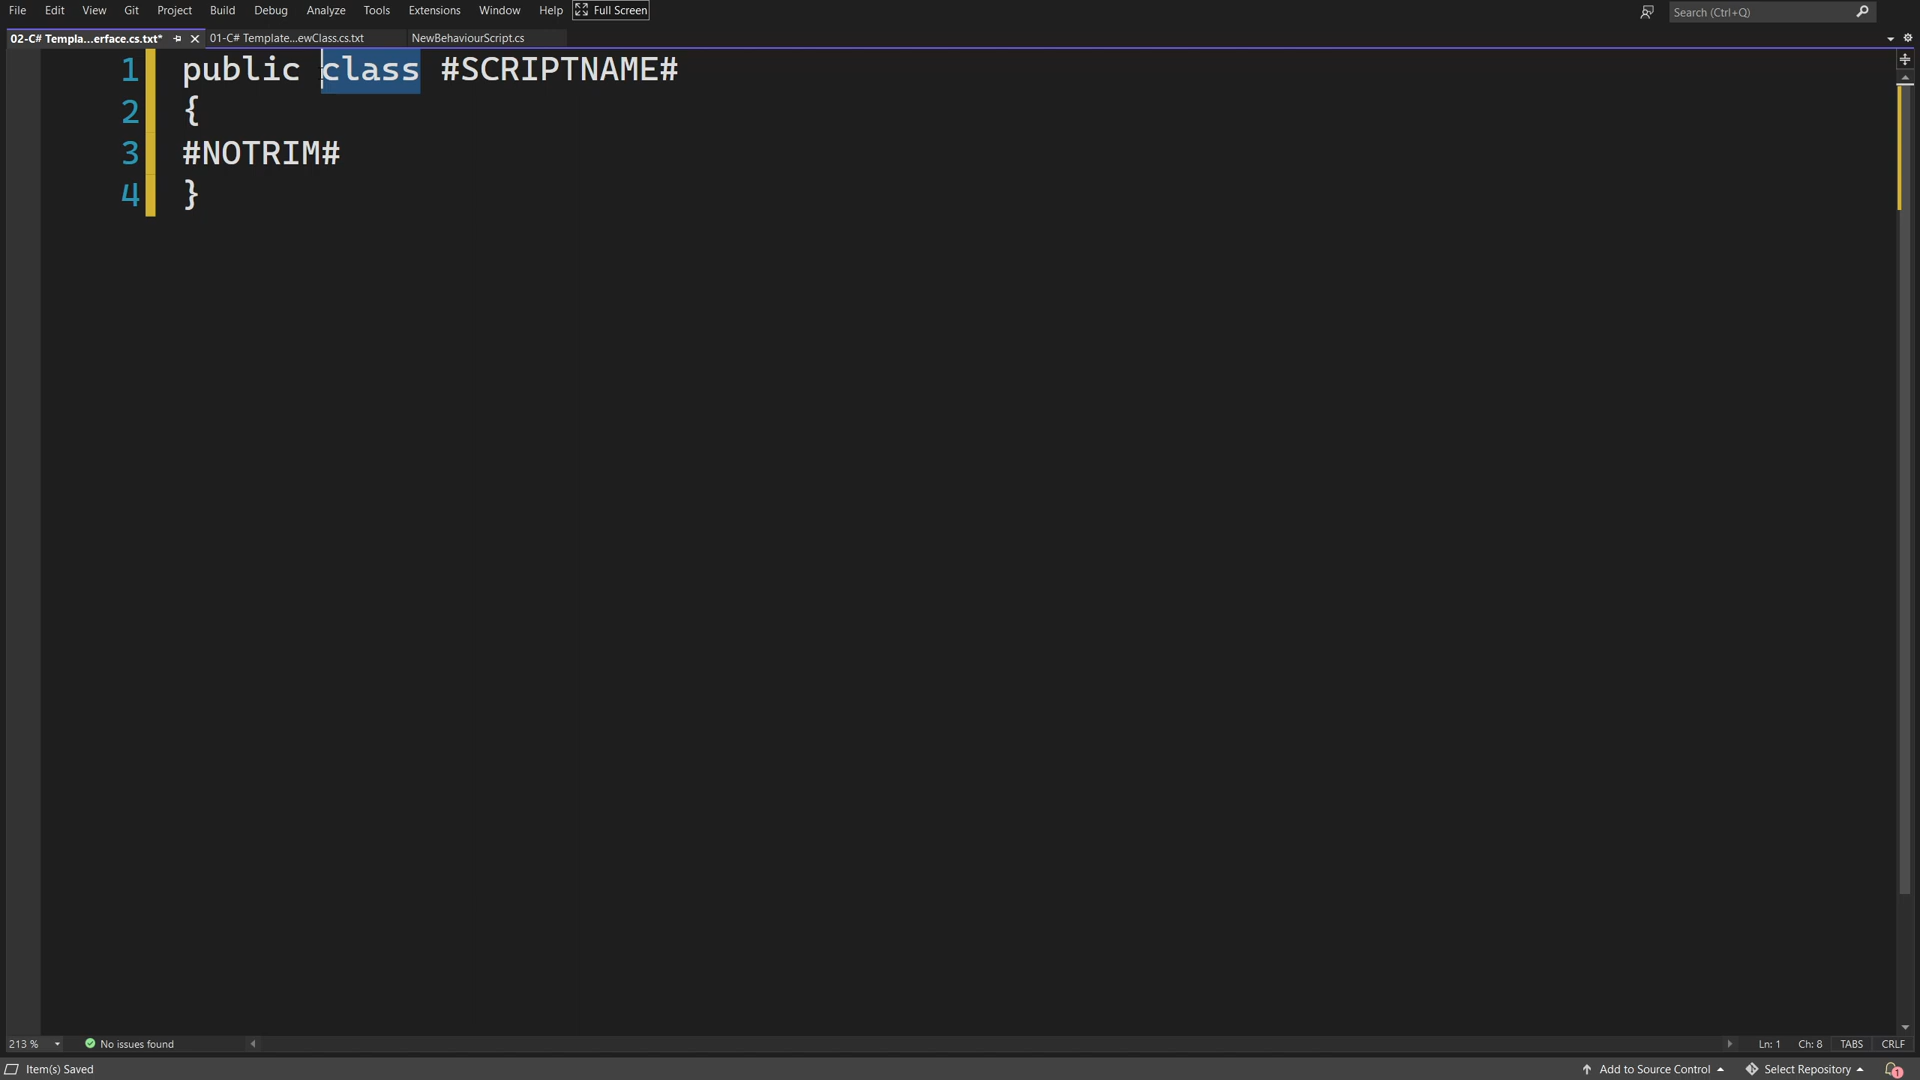 File Edit View Git Project Build Debug Analyze Tools Extensions Window Help Full Screen Search (Ctrl+Q)
02-C# Templa...erface.cs.txt* 01-C# Template...ewClass.cs.txt NewBehaviourScript.cs
1 public class #SCRIPTNAME#
2 {
3 #NOTRIM#
4 }
213 % No issues found Ln: 1 Ch: 8 TABS CRLF
Item(s) Saved Add to Source Control Select Repository 1